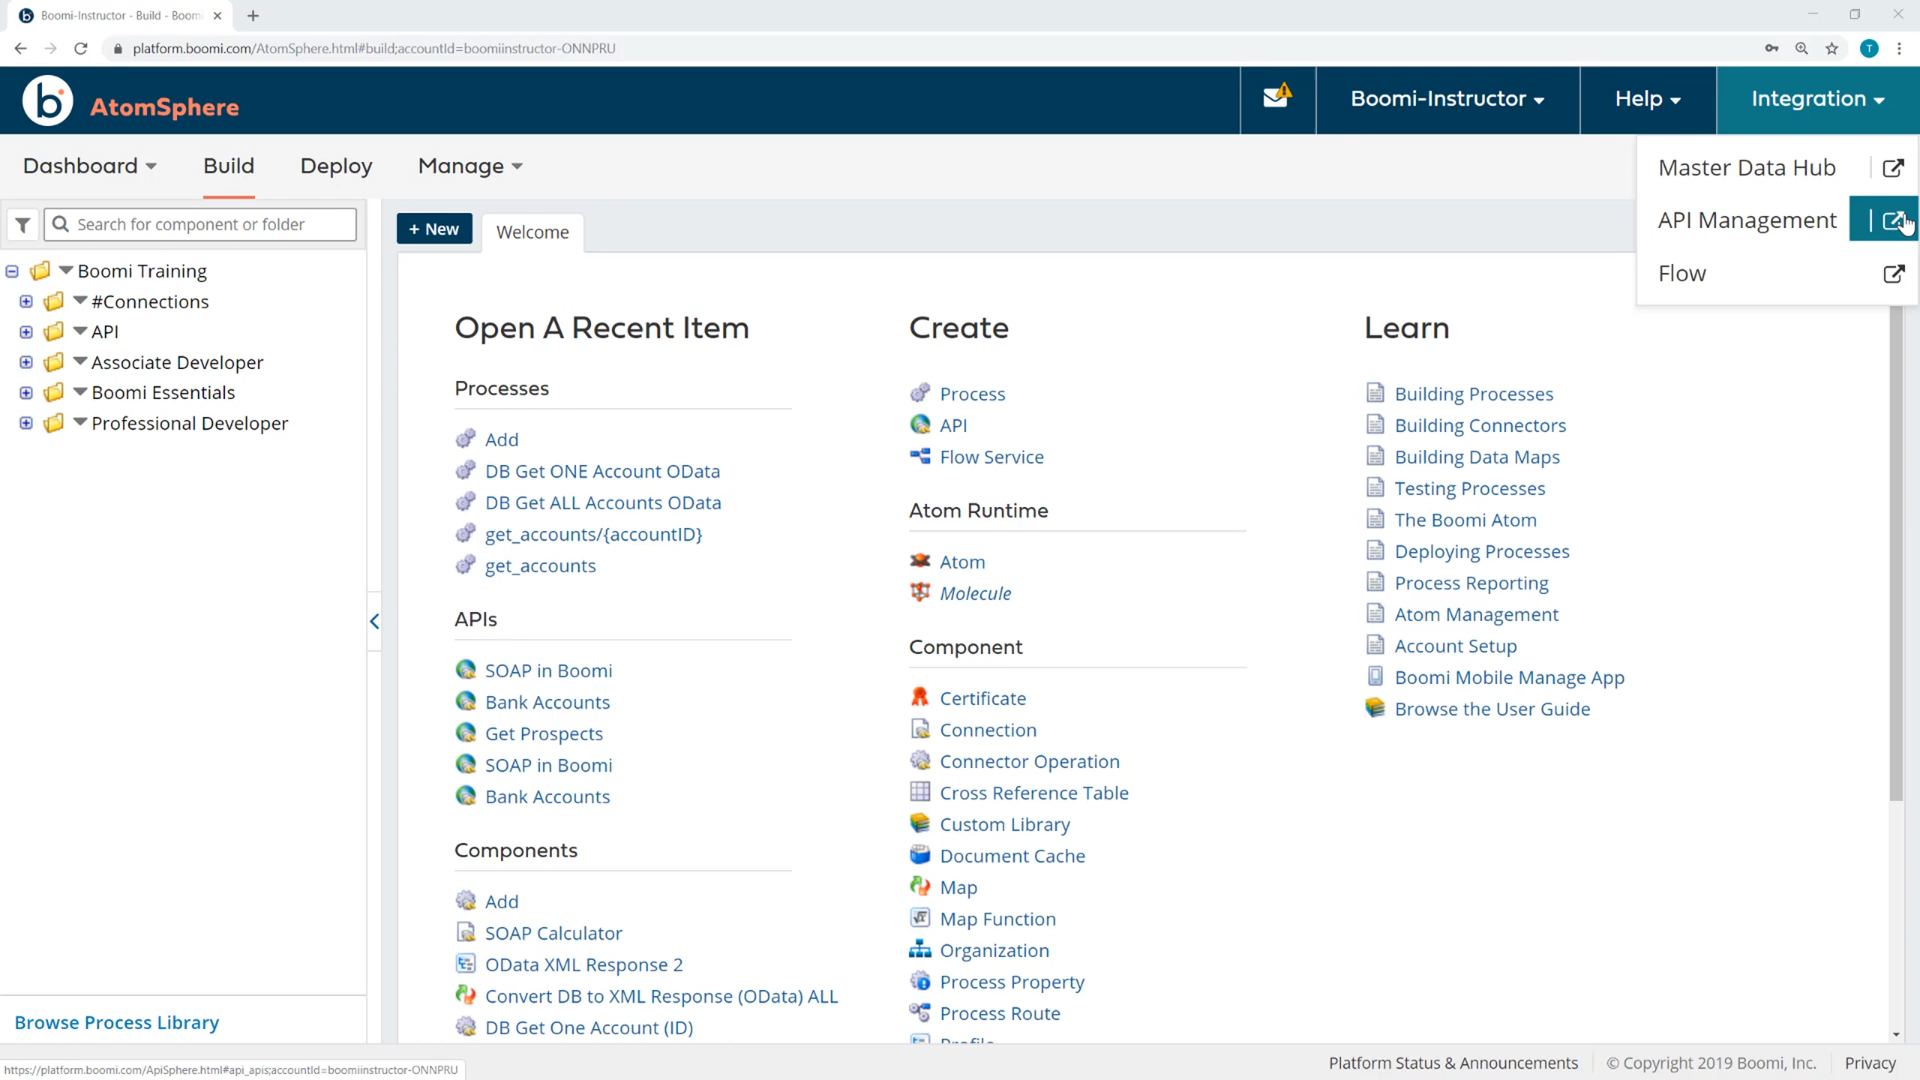 Boomi-Instructor - Build - Boom
platform.boomi.com/AtomSphere.html#build;accountId=boomiinstructor-ONNPRU
T
b AtomSphere
Boomi-Instructor
Help
Integration
Dashboard
Build
Deploy
Manage
Master Data Hub
API Management
Flow
Search for component or folder
+ New
Welcome
Boomi Training
#Connections
API
Associate Developer
Boomi Essentials
Professional Developer
Browse Process Library
Open A Recent Item
Processes
Add
DB Get ONE Account OData
DB Get ALL Accounts OData
get_accounts/{accountID}
get_accounts
APIs
SOAP in Boomi
Bank Accounts
Get Prospects
SOAP in Boomi
Bank Accounts
Components
Add
SOAP Calculator
OData XML Response 2
Convert DB to XML Response (OData) ALL
DB Get One Account (ID)
Create
Process
API
Flow Service
Atom Runtime
Atom
Molecule
Component
Certificate
Connection
Connector Operation
Cross Reference Table
Custom Library
Document Cache
Map
Map Function
Organization
Process Property
Process Route
Profile
Learn
Building Processes
Building Connectors
Building Data Maps
Testing Processes
The Boomi Atom
Deploying Processes
Process Reporting
Atom Management
Account Setup
Boomi Mobile Manage App
Browse the User Guide
https://platform.boomi.com/ApiSphere.html#api_apis;accountId=boomiinstructor-ONNPRU
Platform Status & Announcements
© Copyright 2019 Boomi, Inc.
Privacy